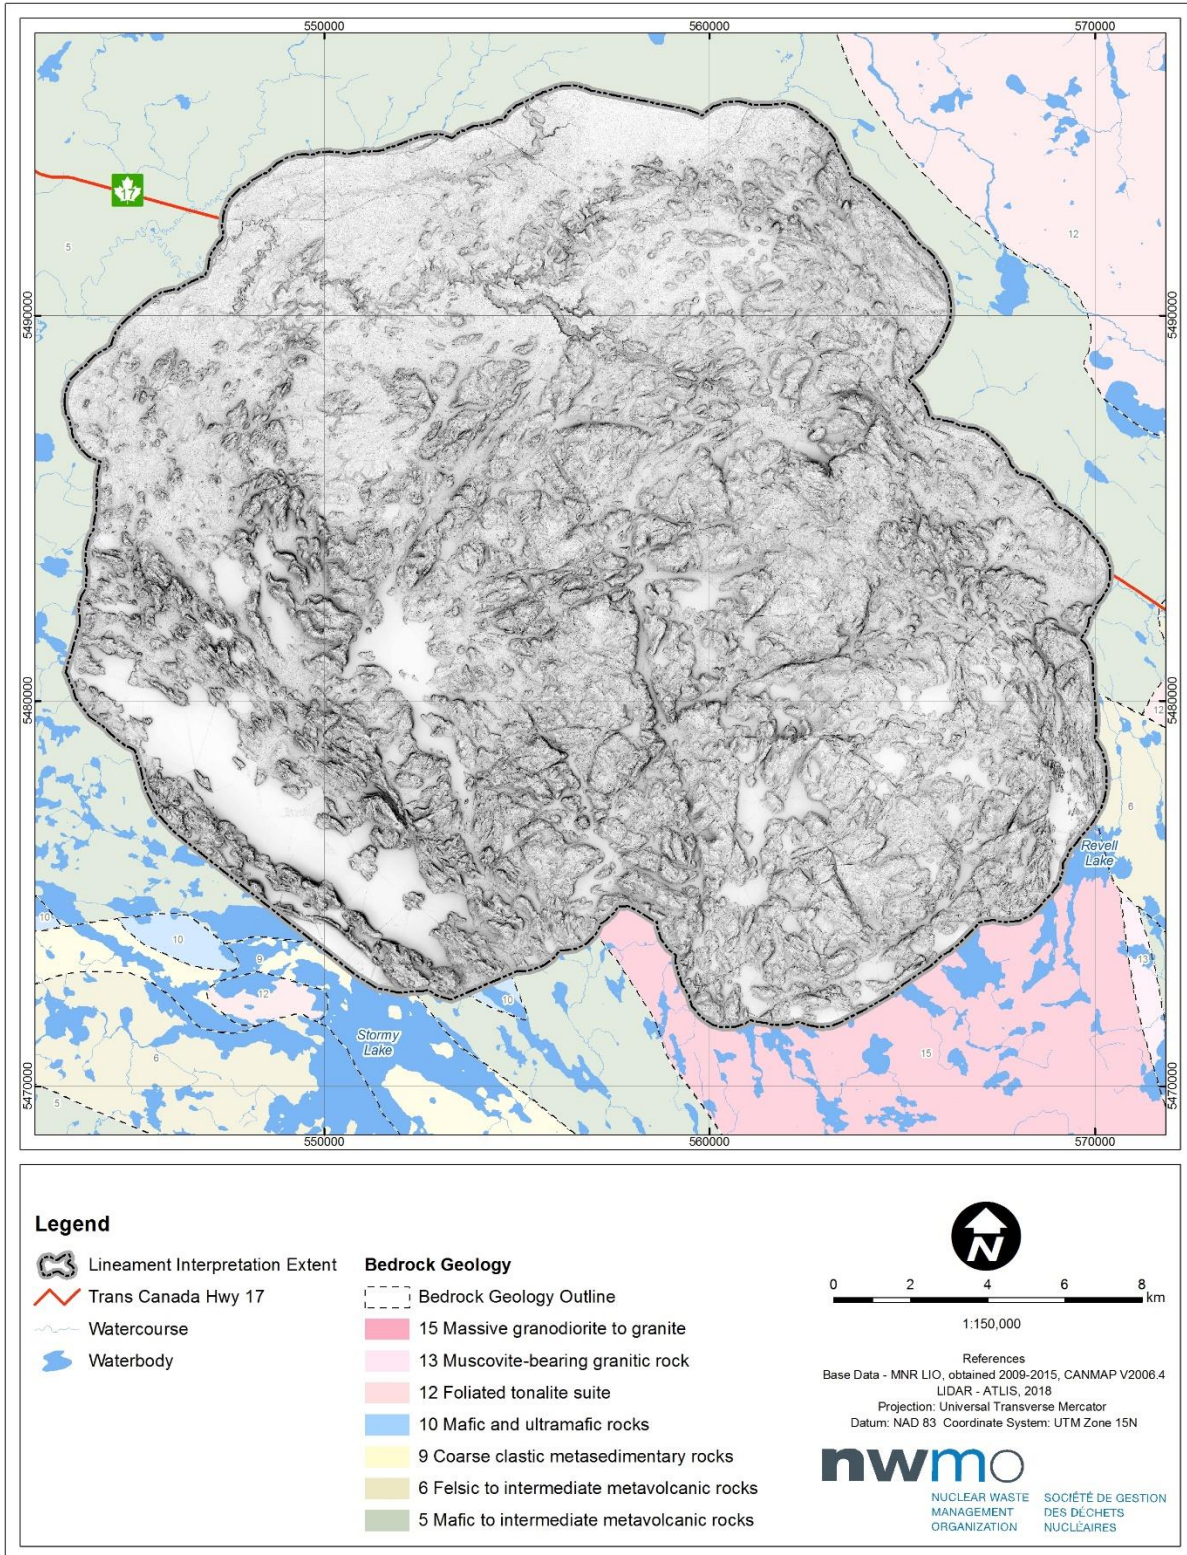 550000
560000
570000
17
5
12
5490000
5490000
5480000
5480000
12
6
Revell
Lake
10
10
9
13
12
10
Stormy
Lake
6
15
5470000
5470000
5
550000
560000
570000
Legend
Lineament Interpretation Extent
Trans Canada Hwy 17
Watercourse
Waterbody
Bedrock Geology
Bedrock Geology Outline
15 Massive granodiorite to granite
13 Muscovite-bearing granitic rock
12 Foliated tonalite suite
10 Mafic and ultramafic rocks
9 Coarse clastic metasedimentary rocks
6 Felsic to intermediate metavolcanic rocks
5 Mafic to intermediate metavolcanic rocks
N
0 2 4 6 8
km
1:150,000
References
Base Data - MNR LIO, obtained 2009-2015, CANMAP V2006.4
LIDAR - ATLIS, 2018
Projection: Universal Transverse Mercator
Datum: NAD 83 Coordinate System: UTM Zone 15N
nwmo
NUCLEAR WASTE
MANAGEMENT
ORGANIZATION
SOCIÉTÉ DE GESTION
DES DÉCHETS
NUCLÉAIRES